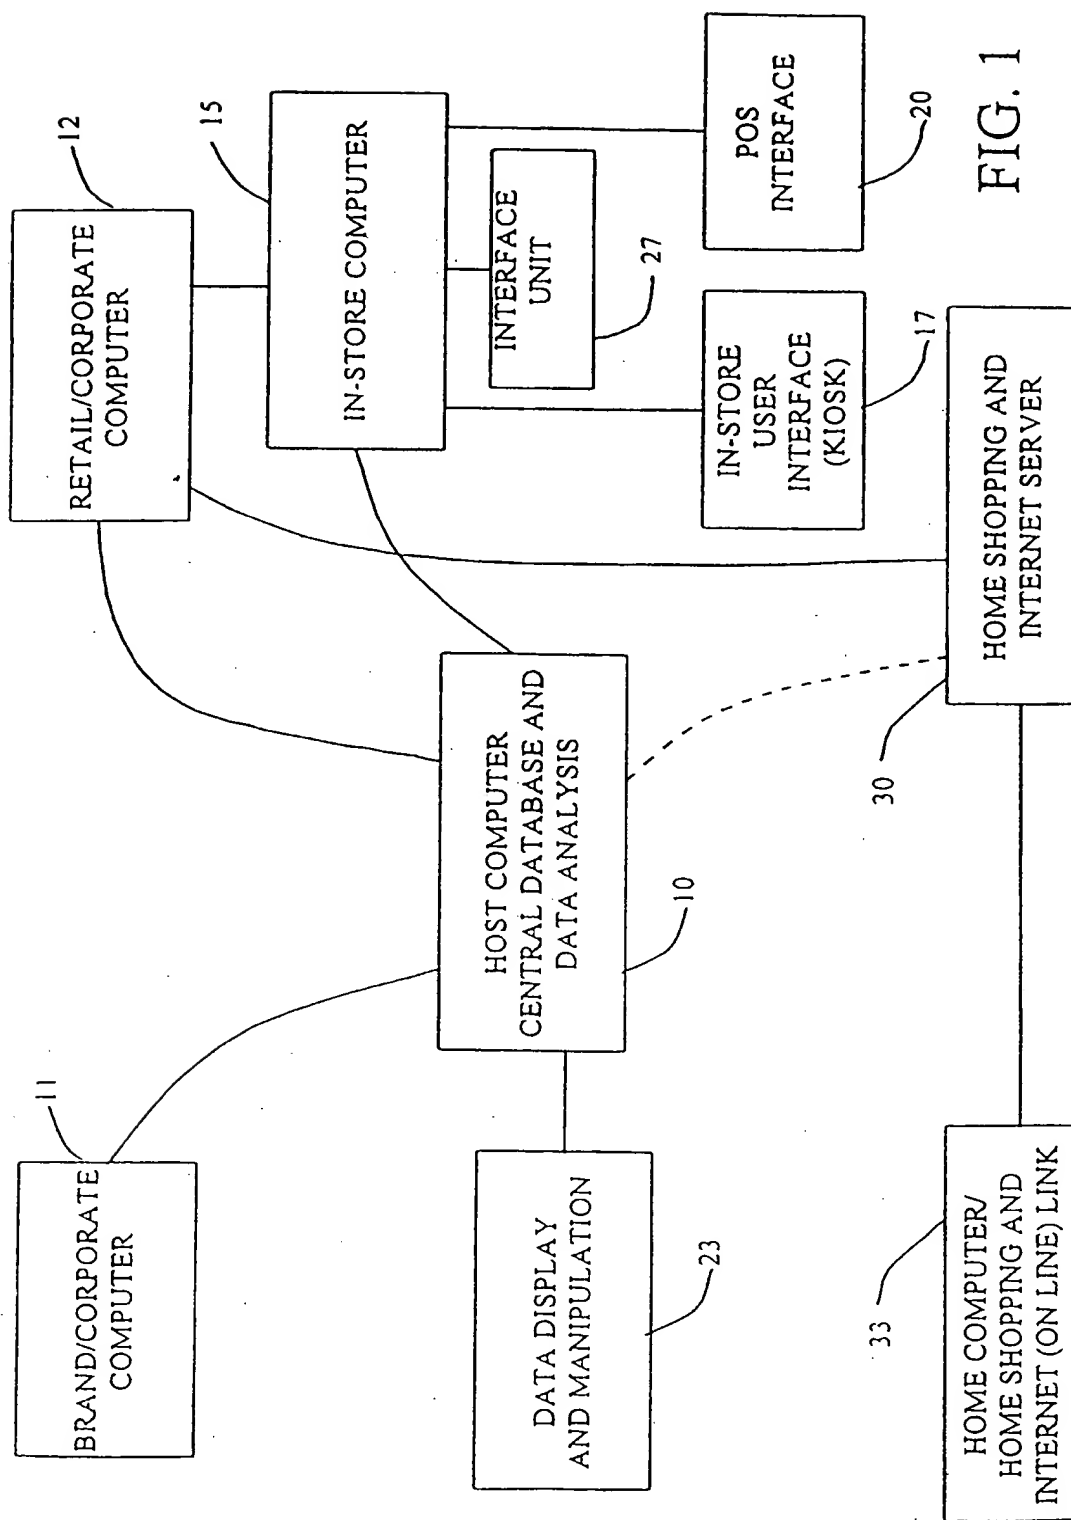 11
BRAND/CORPORATE
COMPUTER
12
RETAIL/CORPORATE
COMPUTER
15
IN-STORE COMPUTER
HOST COMPUTER
CENTRAL DATABASE AND
DATA ANALYSIS
10
DATA DISPLAY
AND MANIPULATION
23
INTERFACE
UNIT
27
IN-STORE
USER
INTERFACE
(KIOSK)
17
POS
INTERFACE
20
33
HOME COMPUTER/
HOME SHOPPING AND
INTERNET (ON LINE) LINK
30
HOME SHOPPING AND
INTERNET SERVER
FIG. 1